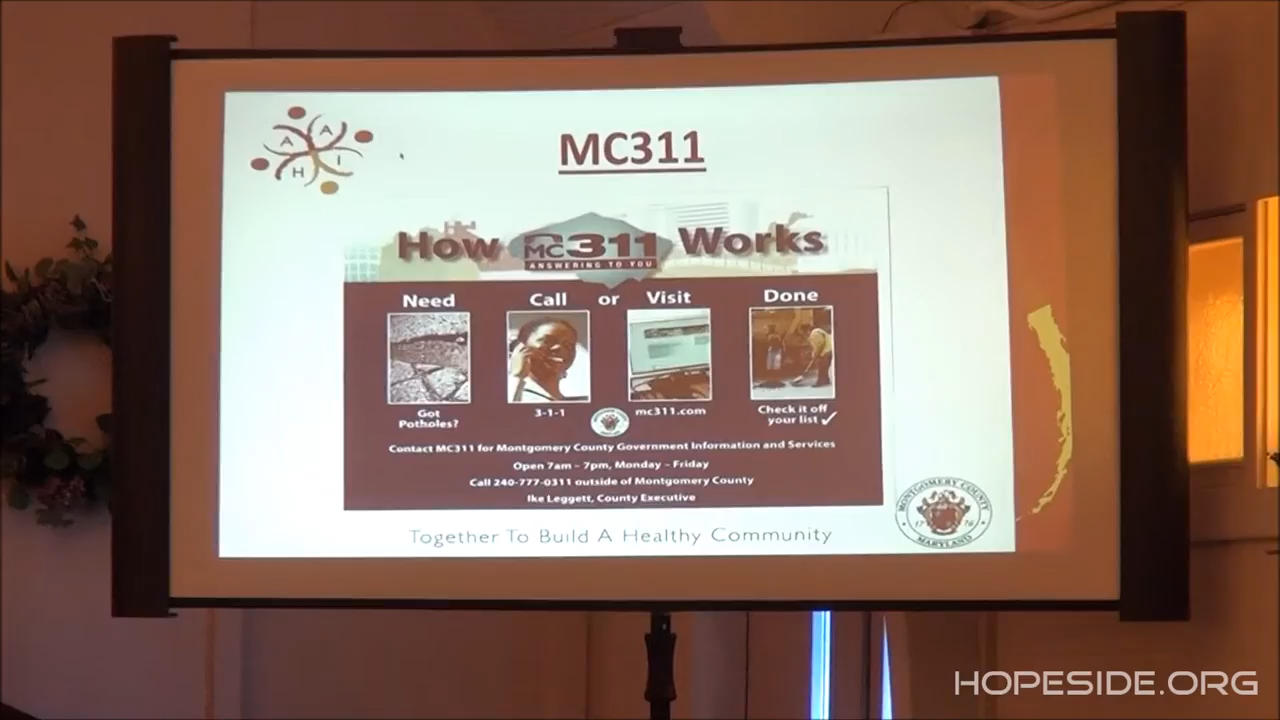 A A
H I
MC311
How MC311 Works
ANSWERING TO YOU
Need Call or Visit Done
Got Potholes?
3-1-1
mc311.com
Check it off your list ✓
Contact MC311 for Montgomery County Government Information and Services
Open 7am – 7pm, Monday – Friday
Call 240-777-0311 outside of Montgomery County
Ike Leggett, County Executive
Together To Build A Healthy Community
MONTGOMERY COUNTY
17 76
MARYLAND
HOPESIDE.ORG